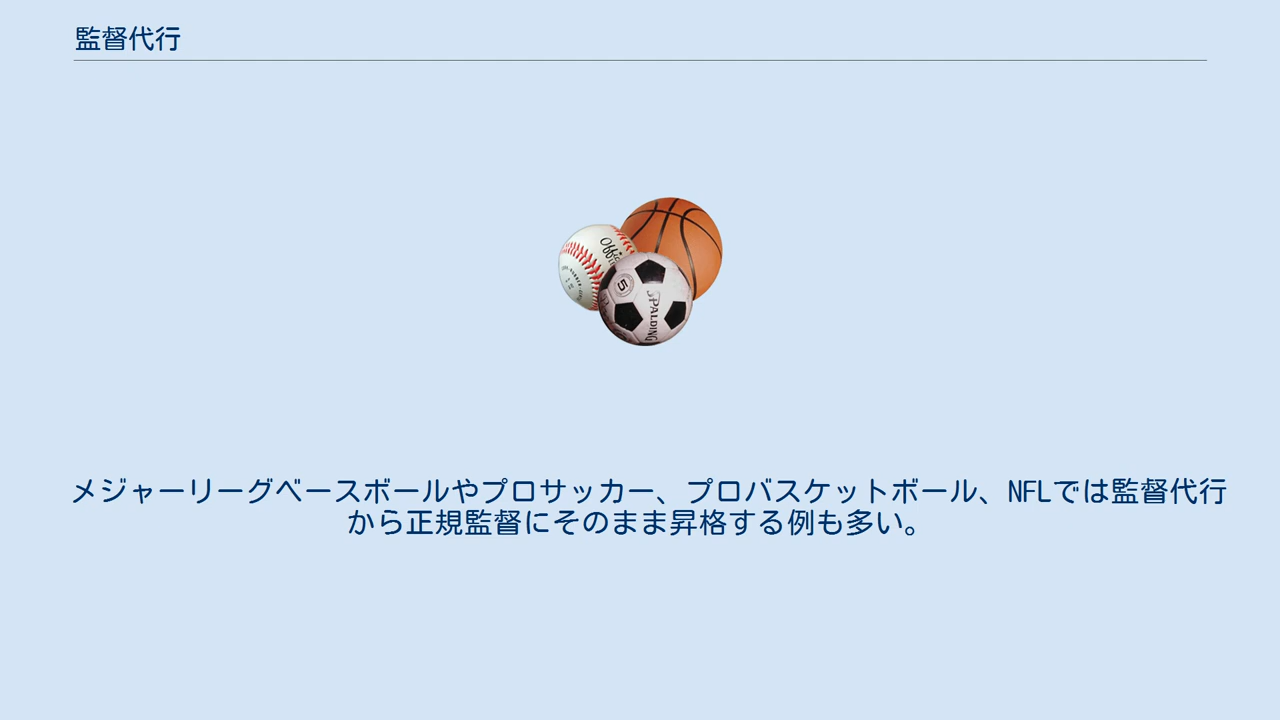 監督代行
Offic
5
SPALDING
メジャーリーグベースボールやプロサッカー、プロバスケットボール、NFLでは監督代行
から正規監督にそのまま昇格する例も多い。